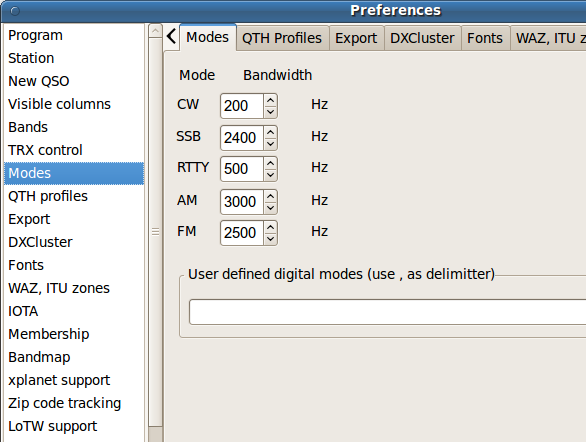 Preferences
Program
Station
New QSO
Visible columns
Bands
TRX control
Modes
QTH profiles
Export
DXCluster
Fonts
WAZ, ITU zones
IOTA
Membership
Bandmap
xplanet support
Zip code tracking
LoTW support
Modes QTH Profiles Export DXCluster Fonts WAZ, ITU z
Mode Bandwidth
CW 200 Hz
SSB 2400 Hz
RTTY 500 Hz
AM 3000 Hz
FM 2500 Hz
User defined digital modes (use , as delimitter)